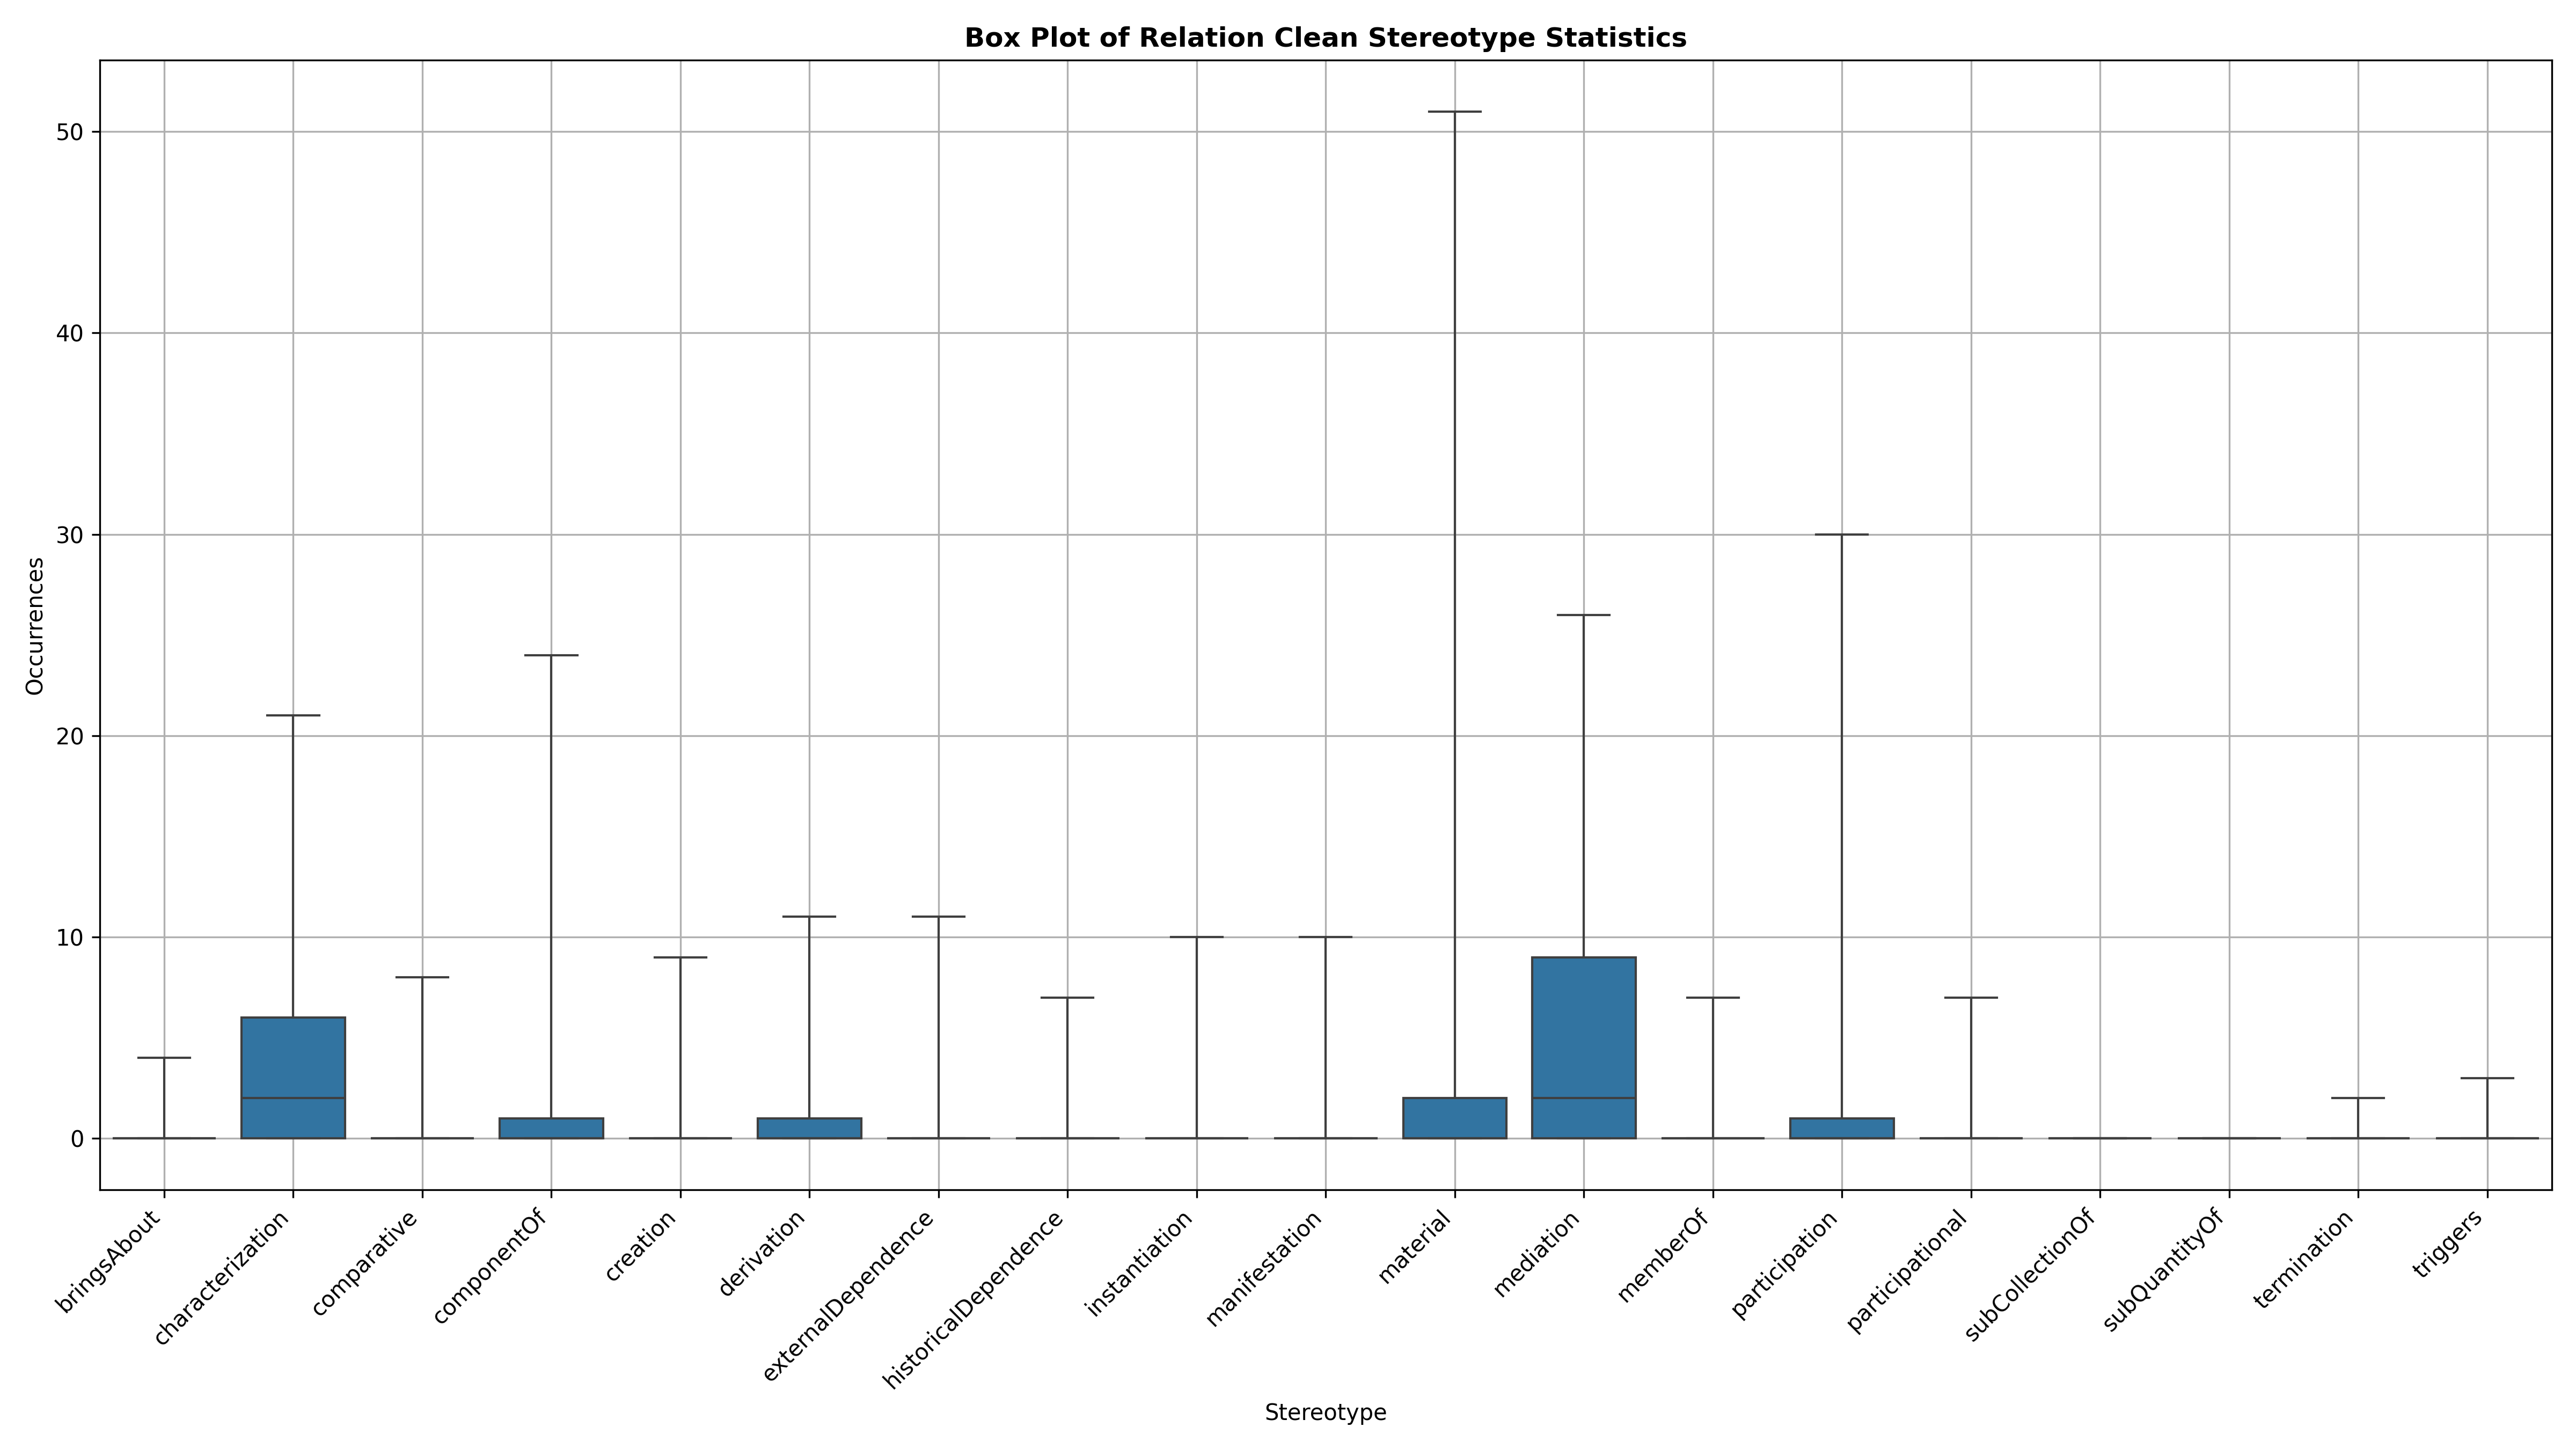 Box Plot of Relation Clean Stereotype Statistics
50
40
30
20
10
0
Occurrences
bringsAbout
characterization
comparative
componentOf
creation
derivation
externalDependence
historicalDependence
instantiation
manifestation
material
mediation
memberOf
participation
participational
subCollectionOf
subQuantityOf
termination
triggers
Stereotype